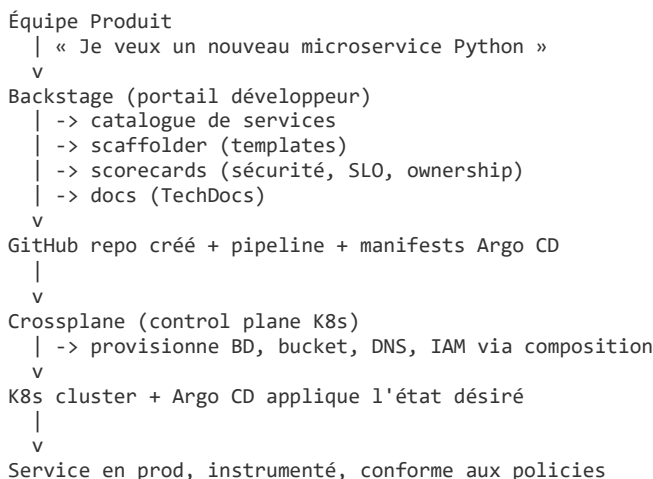 Équipe Produit
| « Je veux un nouveau microservice Python »
v
Backstage (portail développeur)
| -> catalogue de services
| -> scaffolder (templates)
| -> scorecards (sécurité, SLO, ownership)
| -> docs (TechDocs)
v
GitHub repo créé + pipeline + manifests Argo CD
|
v
Crossplane (control plane K8s)
| -> provisionne BD, bucket, DNS, IAM via composition
v
K8s cluster + Argo CD applique l'état désiré
|
v
Service en prod, instrumenté, conforme aux policies